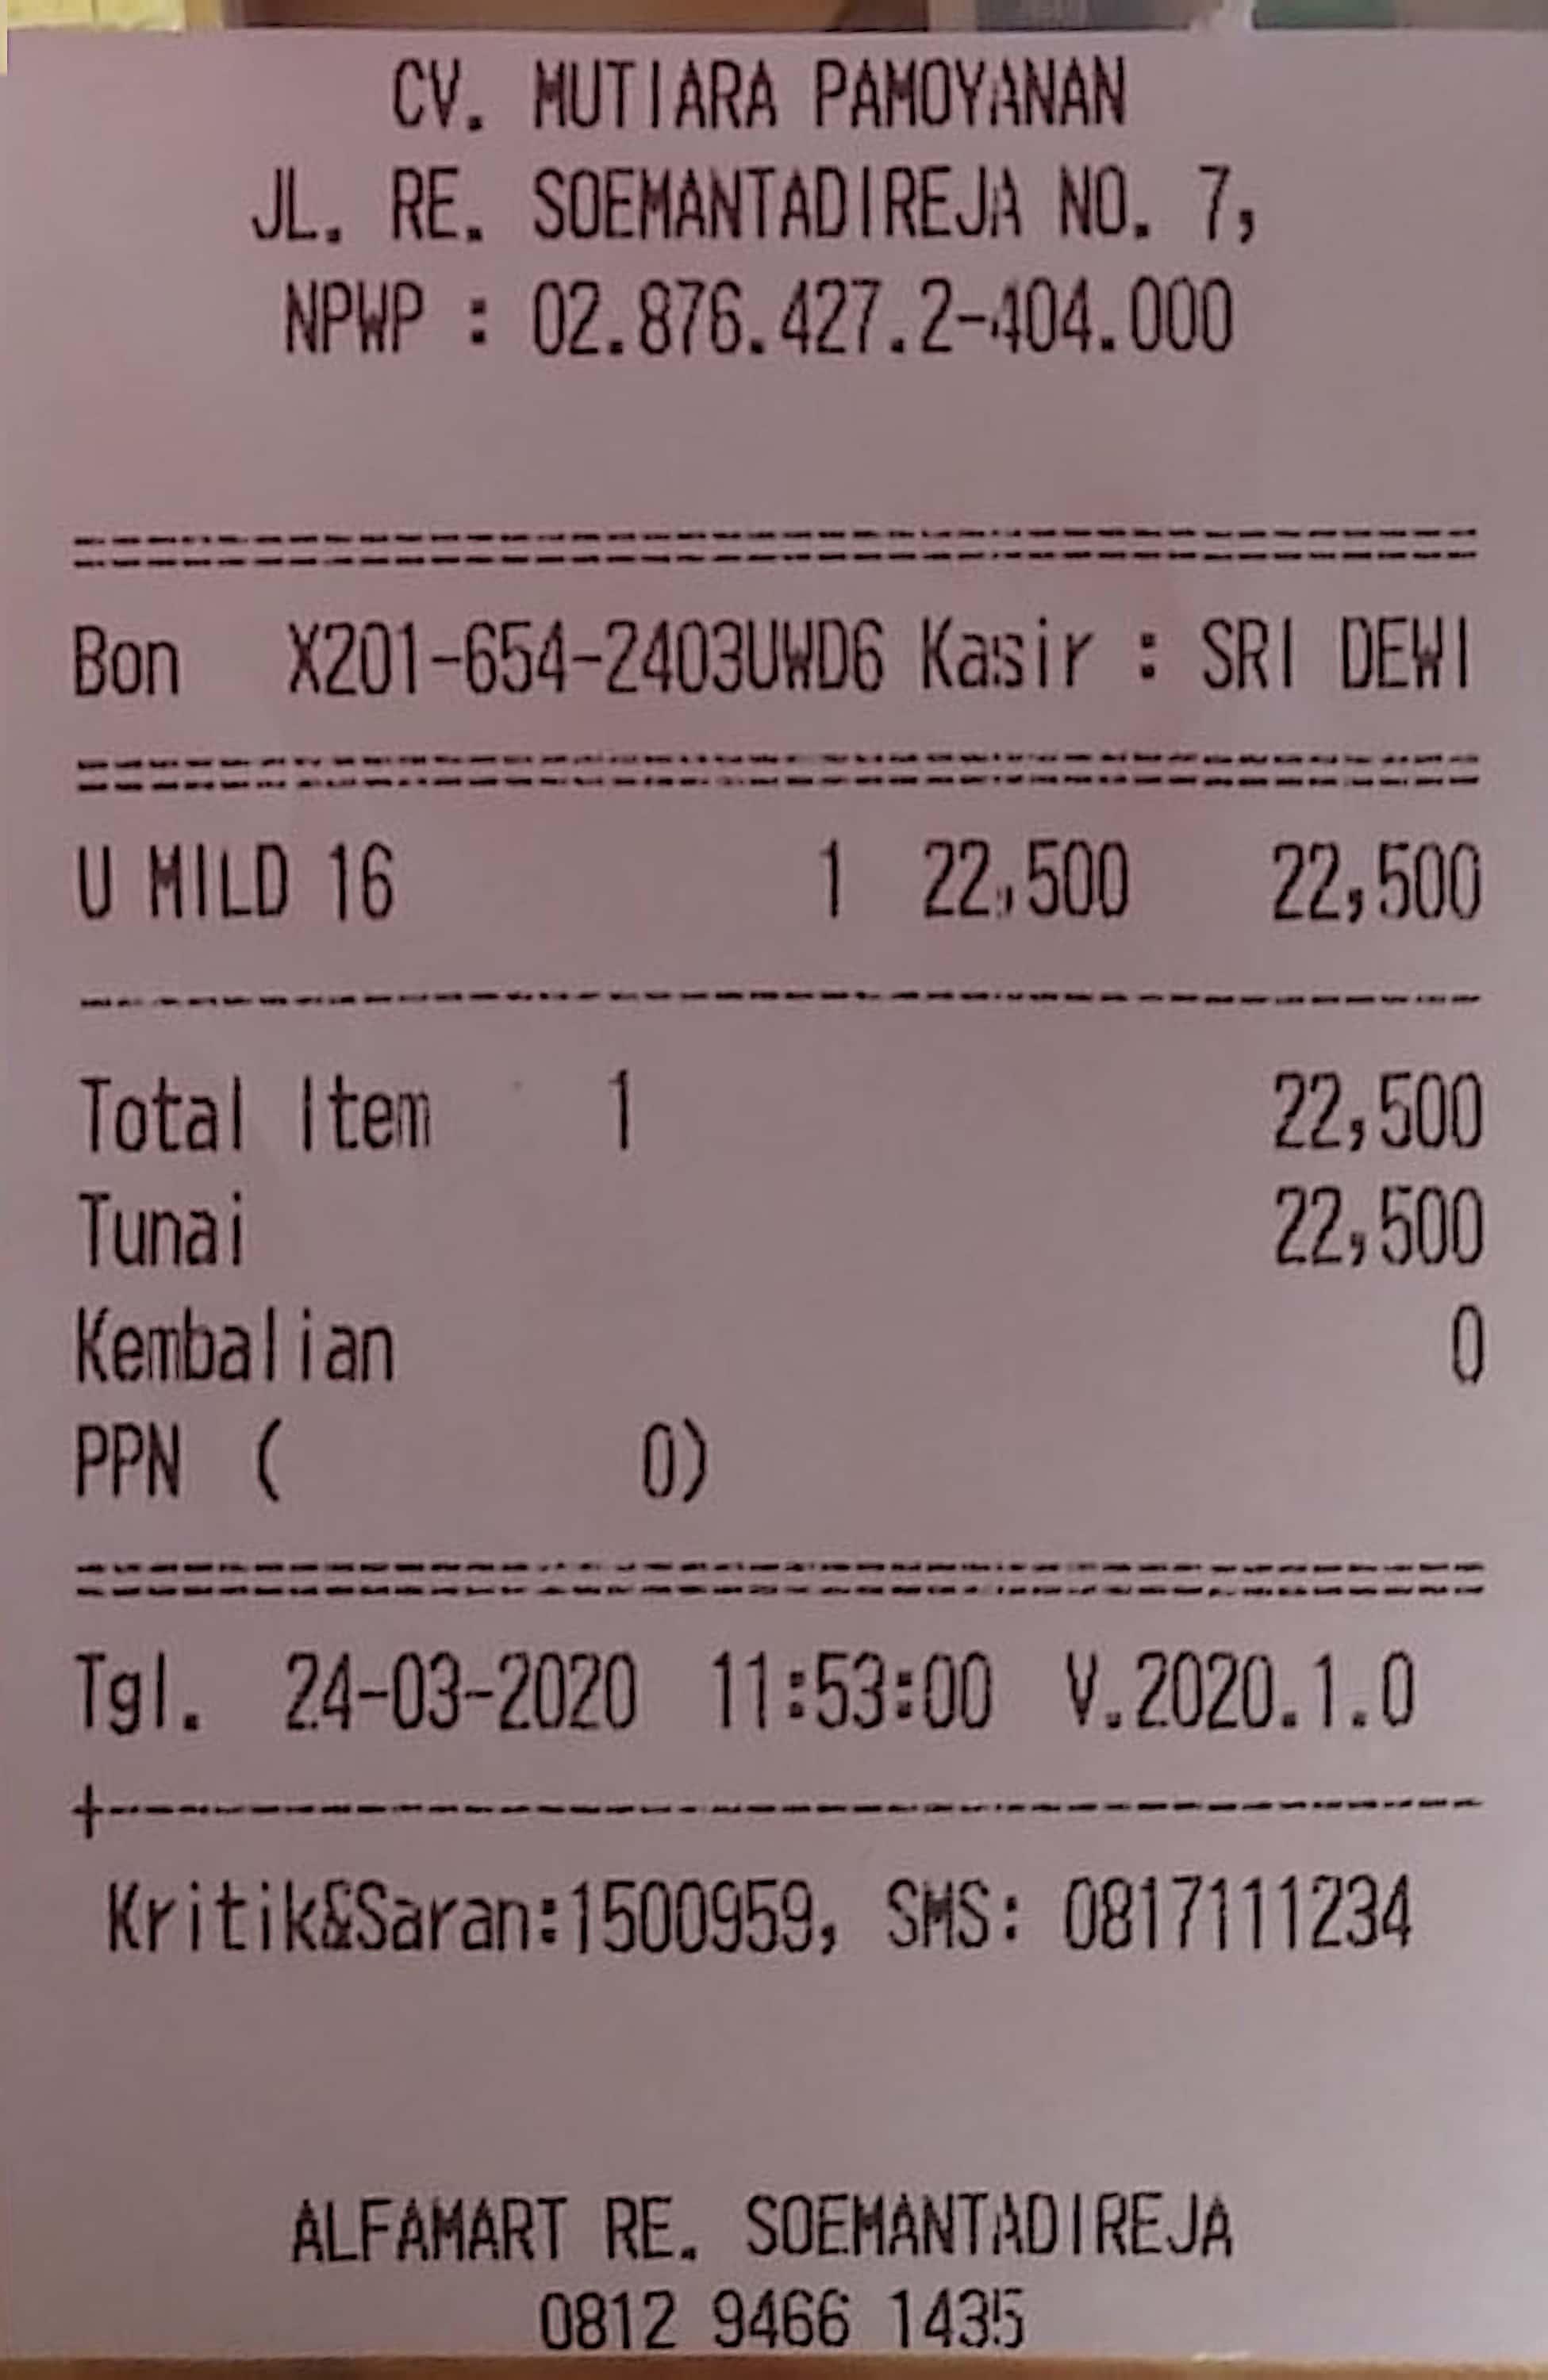 CV. MUTIARA PAMOYANAN
JL. RE. SOEMANTADIREJA NO. 7,
NPWP : 02.876.427.2-404.000
Bon X201-654-2403UWD6 Kasir : SRI DEWI
U MILD 16 1 22,500 22,500
Total Item 1 22,500
Tunai 22,500
Kembalian 0
PPN ( 0)
Tgl. 24-03-2020 11:53:00 V.2020.1.0
Kritik&Saran:1500959, SMS: 0817111234
ALFAMART RE. SOEMANTADIREJA
0812 9466 1435